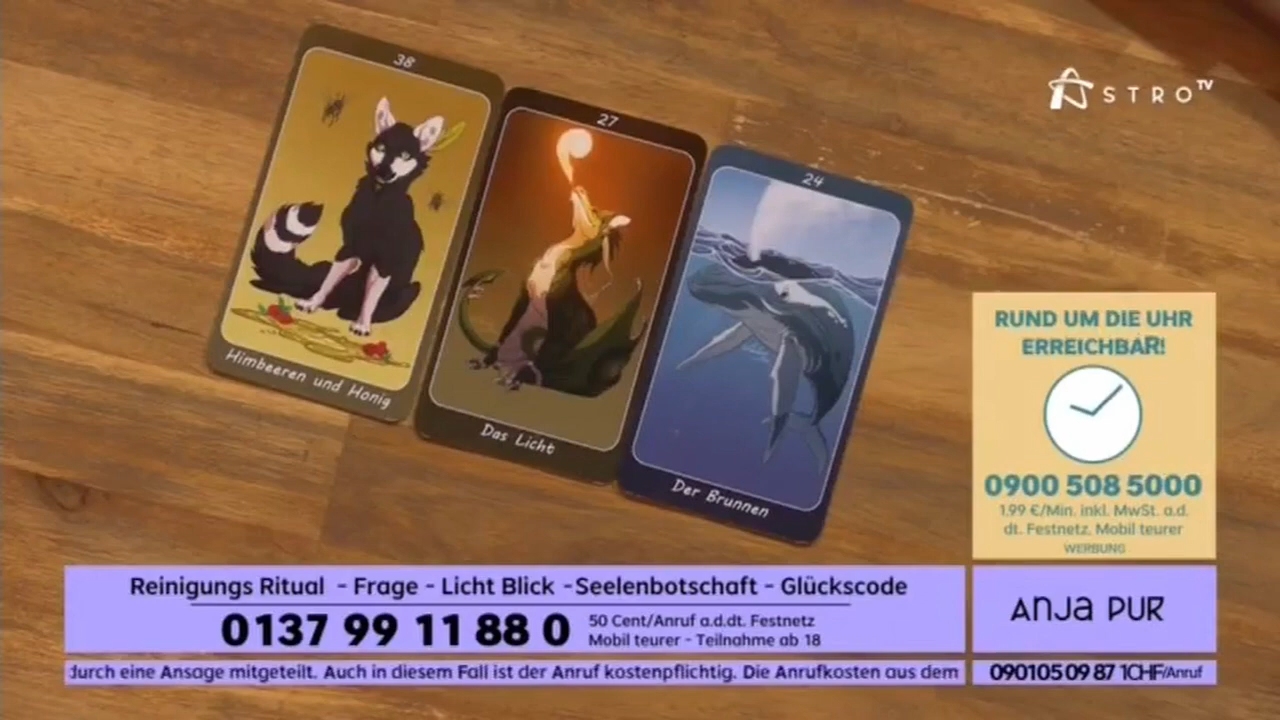 38
27
24
ASTRO TV
Himbeeren und Honig
Das Licht
Der Brunnen
RUND UM DIE UHR
ERREICHBAR!
0900 508 5000
1.99 €/Min. inkl. MwSt. a.d.
dt. Festnetz, Mobil teurer
WERBUNG
Reinigungs Ritual - Frage - Licht Blick -Seelenbotschaft - Glückscode
0137 99 11 88 0
50 Cent/Anruf a.d.dt. Festnetz
Mobil teurer - Teilnahme ab 18
ANJA PUR
durch eine Ansage mitgeteilt. Auch in diesem Fall ist der Anruf kostenpflichtig. Die Anrufkosten aus dem
090105 09 87 1CHF/Anruf